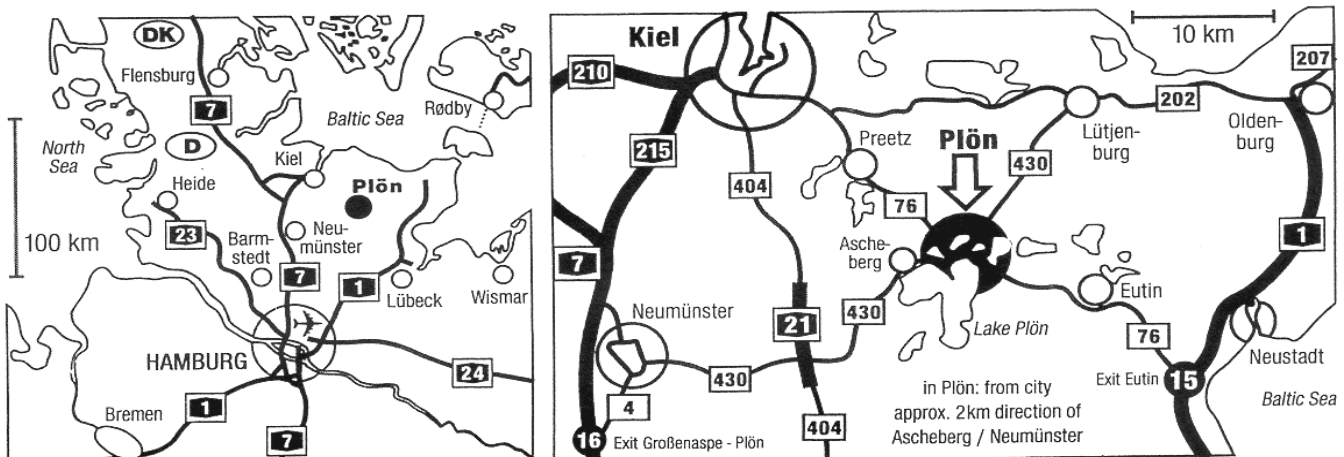 DK
Flensburg
7
Baltic Sea
Rødby
North
Sea
D
Kiel
Heide
Plön
100 km
23
Barm-
stedt
Neu-
münster
7
1
Lübeck
Wismar
HAMBURG
24
Bremen
1
7
10 km
Kiel
210
207
202
215
Preetz
Plön
Lütjen-
burg
Olden-
burg
430
404
76
1
Asche-
berg
7
Eutin
Neumünster
21
430
Lake Plön
76
Neustadt
430
Exit Eutin
15
Baltic Sea
4
in Plön: from city
approx. 2km direction of
Ascheberg / Neumünster
16
Exit Großenaspe - Plön
404